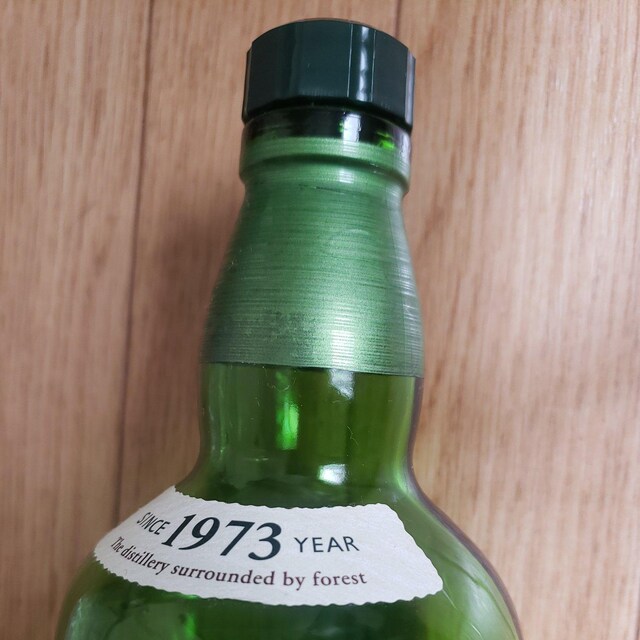 SINCE 1973 YEAR
The distillery surrounded by forest